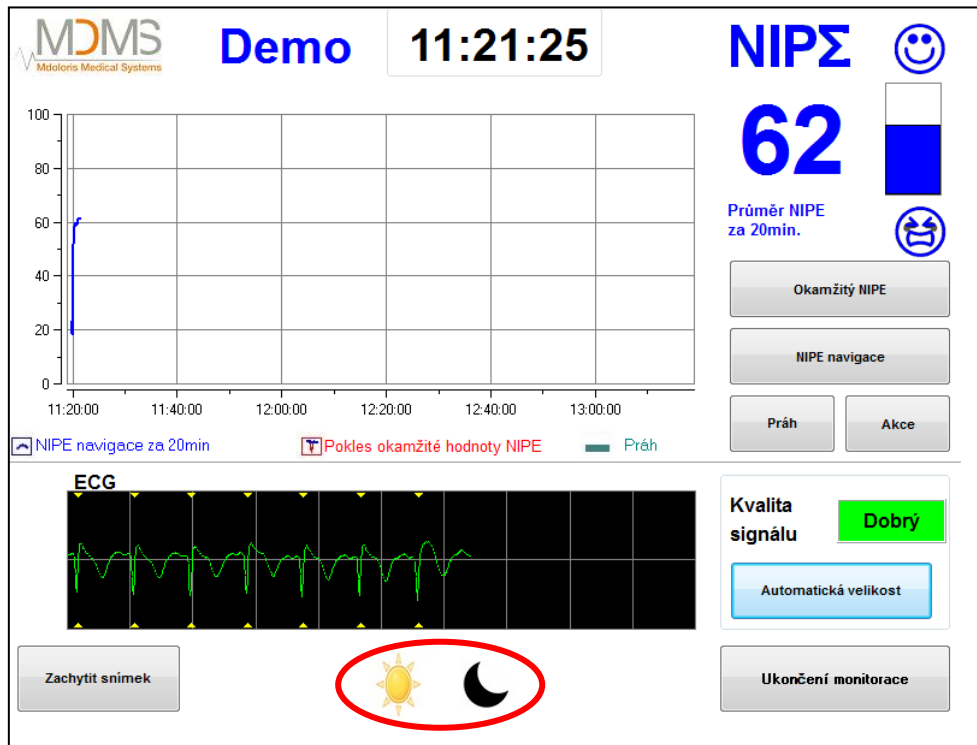 MDMS
Mdoloris Medical Systems
Demo
11:21:25
NIPΣ
62
Průměr NIPE
za 20min.
100
80
60
40
20
0
11:20:00 11:40:00 12:00:00 12:20:00 12:40:00 13:00:00
NIPE navigace za 20min
Pokles okamžité hodnoty NIPE
Práh
Okamžitý NIPE
NIPE navigace
Práh
Akce
ECG
Kvalita
signálu
Dobrý
Automatická velikost
Zachytit snímek
Ukončení monitorace